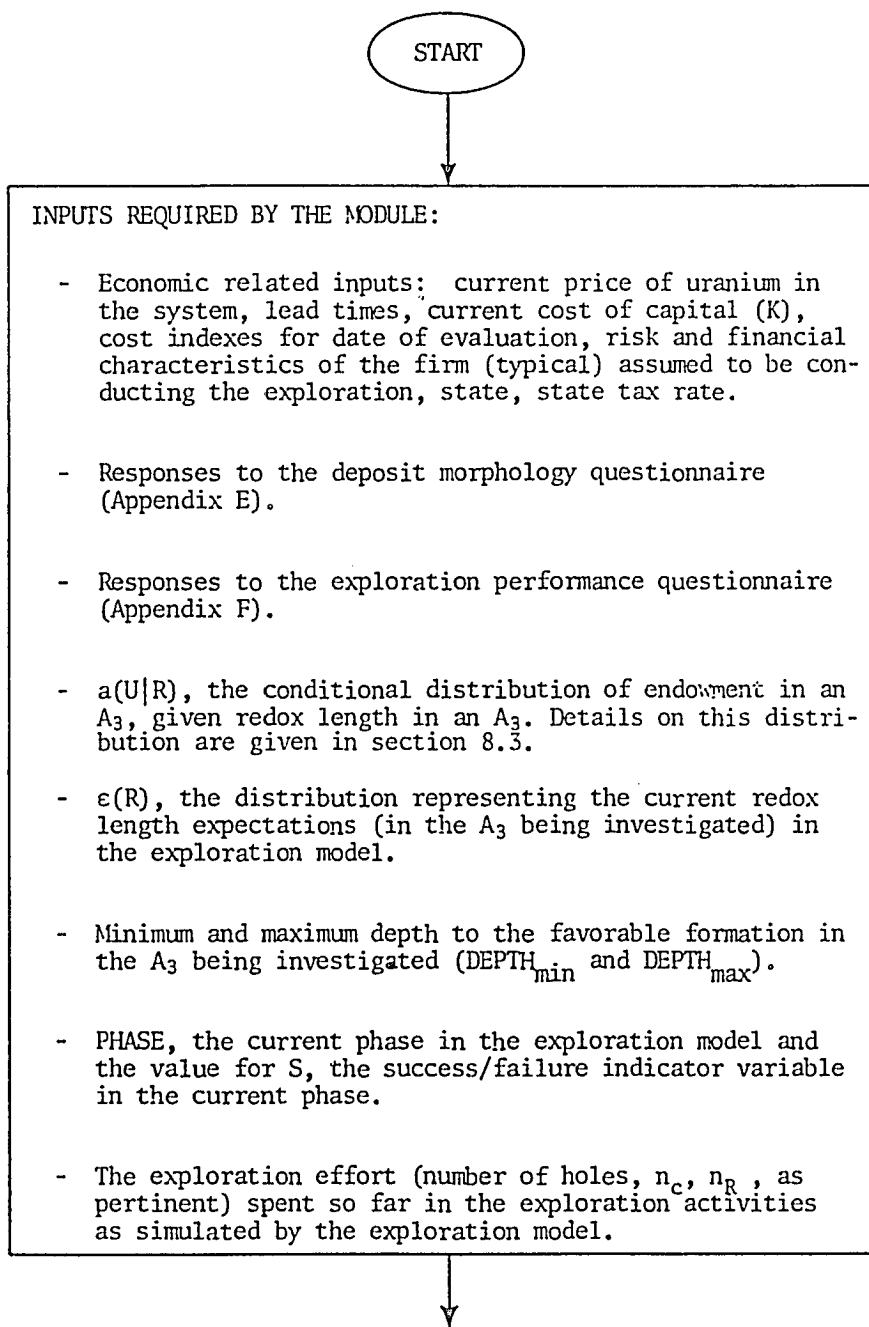 START
INPUTS REQUIRED BY THE MODULE:
- Economic related inputs: current price of uranium in
the system, lead times, current cost of capital (K),
cost indexes for date of evaluation, risk and financial
characteristics of the firm (typical) assumed to be con-
ducting the exploration, state, state tax rate.
- Responses to the deposit morphology questionnaire
(Appendix E).
- Responses to the exploration performance questionnaire
(Appendix F).
- a(U|R), the conditional distribution of endowment in an
A₃, given redox length in an A₃. Details on this distri-
bution are given in section 8.3.
- ε(R), the distribution representing the current redox
length expectations (in the A₃ being investigated) in
the exploration model.
- Minimum and maximum depth to the favorable formation in
the A₃ being investigated (DEPTH_min and DEPTH_max).
- PHASE, the current phase in the exploration model and
the value for S, the success/failure indicator variable
in the current phase.
- The exploration effort (number of holes, n_c, n_R , as
pertinent) spent so far in the exploration activities
as simulated by the exploration model.